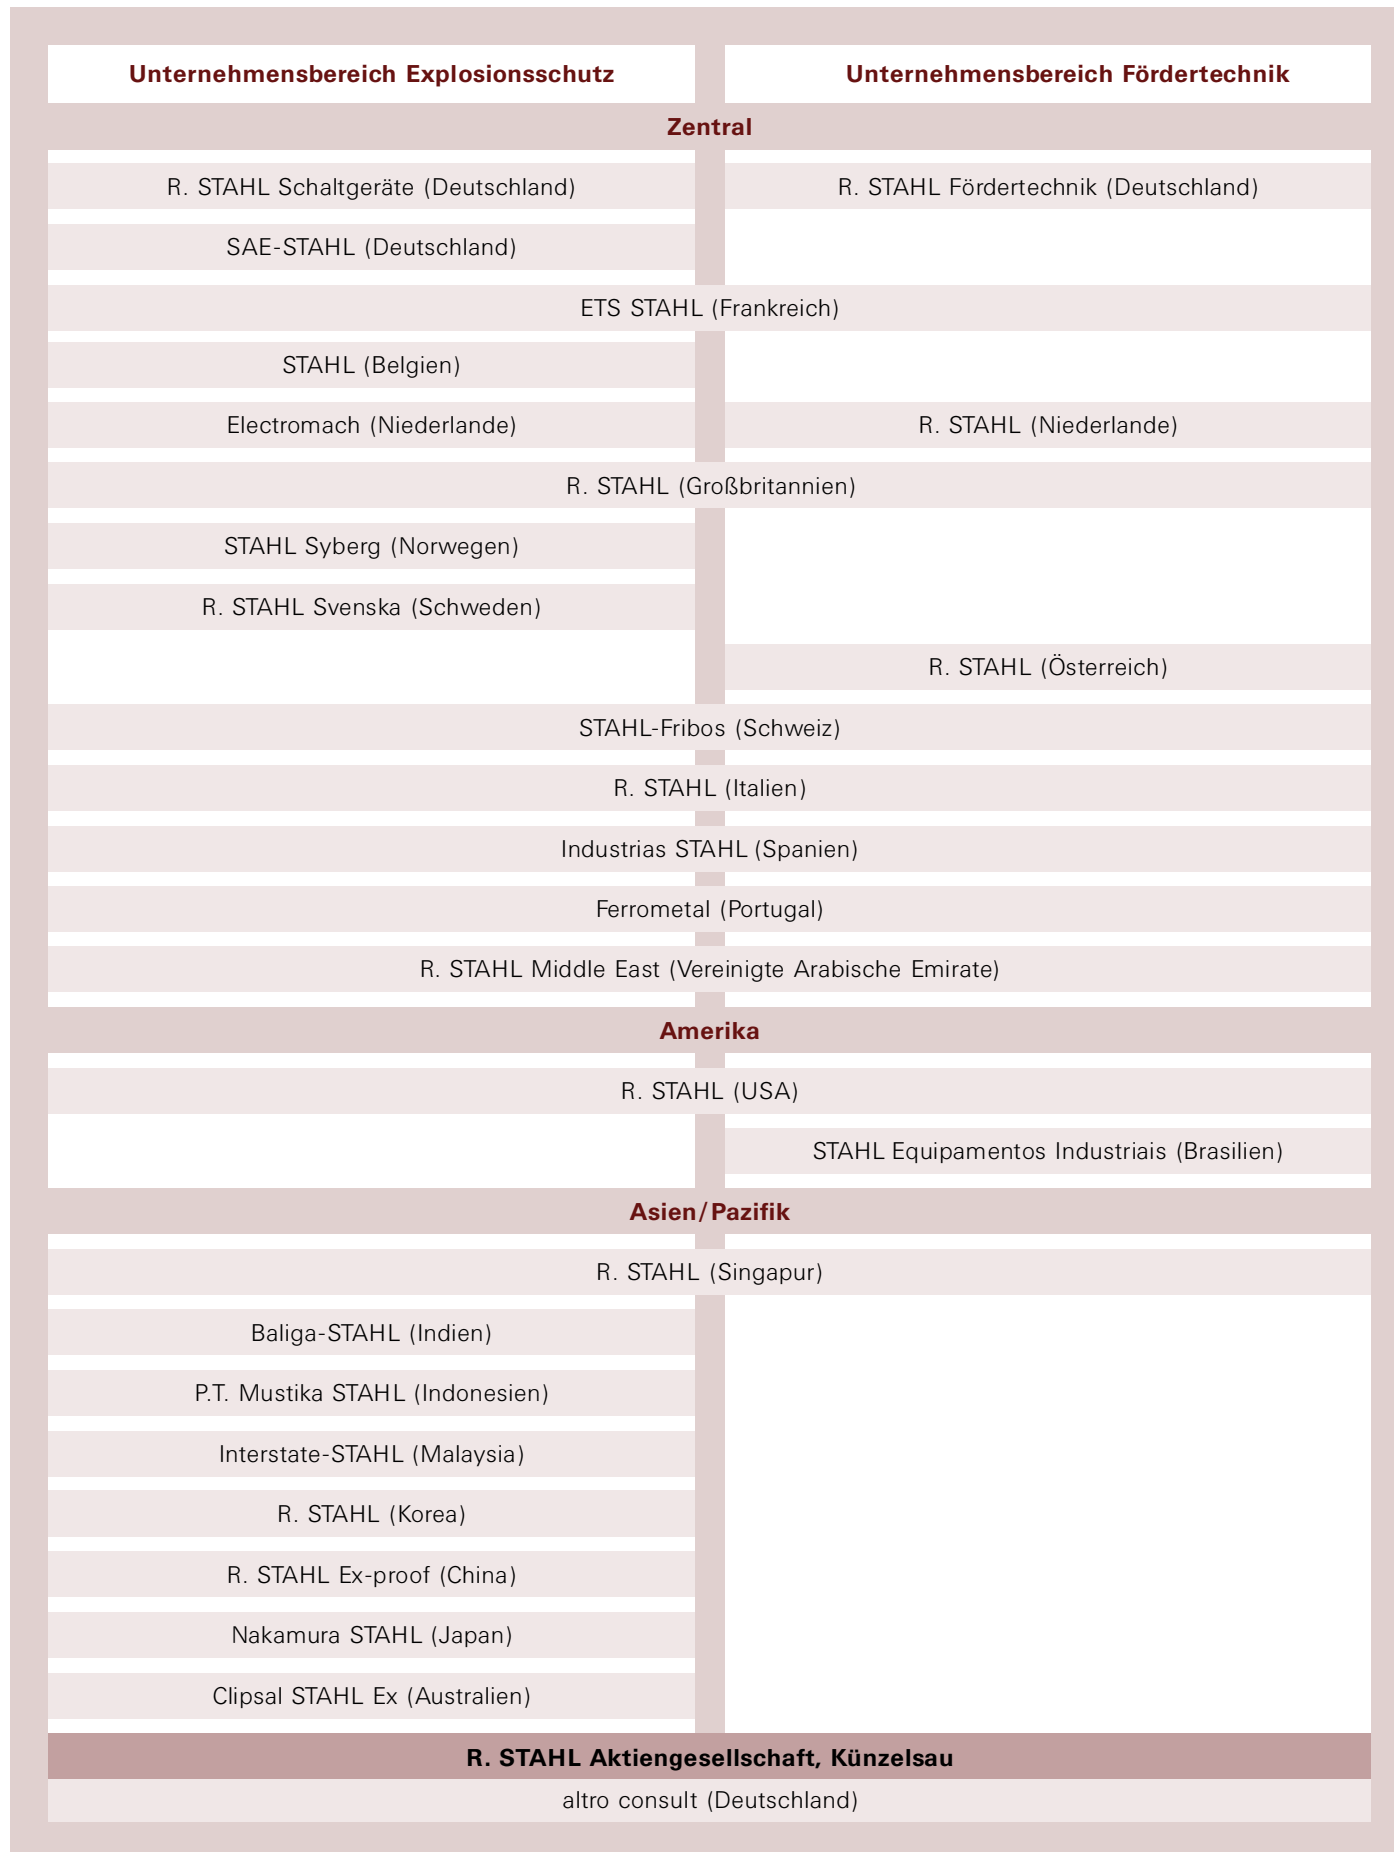 Unternehmensbereich Explosionsschutz
Unternehmensbereich Fördertechnik
Zentral
R. STAHL Schaltgeräte (Deutschland)
R. STAHL Fördertechnik (Deutschland)
SAE-STAHL (Deutschland)
ETS STAHL (Frankreich)
STAHL (Belgien)
Electromach (Niederlande)
R. STAHL (Niederlande)
R. STAHL (Großbritannien)
STAHL Syberg (Norwegen)
R. STAHL Svenska (Schweden)
R. STAHL (Österreich)
STAHL-Fribos (Schweiz)
R. STAHL (Italien)
Industrias STAHL (Spanien)
Ferrometal (Portugal)
R. STAHL Middle East (Vereinigte Arabische Emirate)
Amerika
R. STAHL (USA)
STAHL Equipamentos Industriais (Brasilien)
Asien/Pazifik
R. STAHL (Singapur)
Baliga-STAHL (Indien)
P.T. Mustika STAHL (Indonesien)
Interstate-STAHL (Malaysia)
R. STAHL (Korea)
R. STAHL Ex-proof (China)
Nakamura STAHL (Japan)
Clipsal STAHL Ex (Australien)
R. STAHL Aktiengesellschaft, Künzelsau
altro consult (Deutschland)